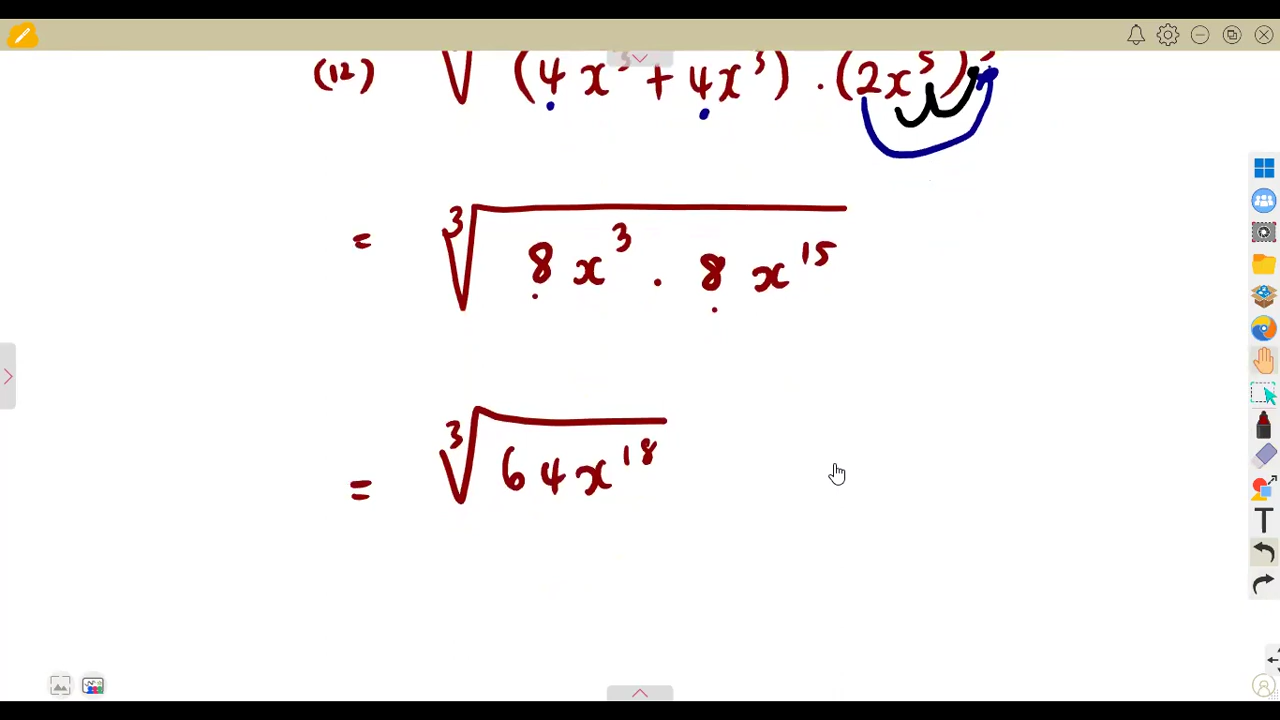 (12) ∛(4x³ + 4x³) . (2x⁵)³
= ∛8x³ . 8x¹⁵
= ∛64x¹⁸